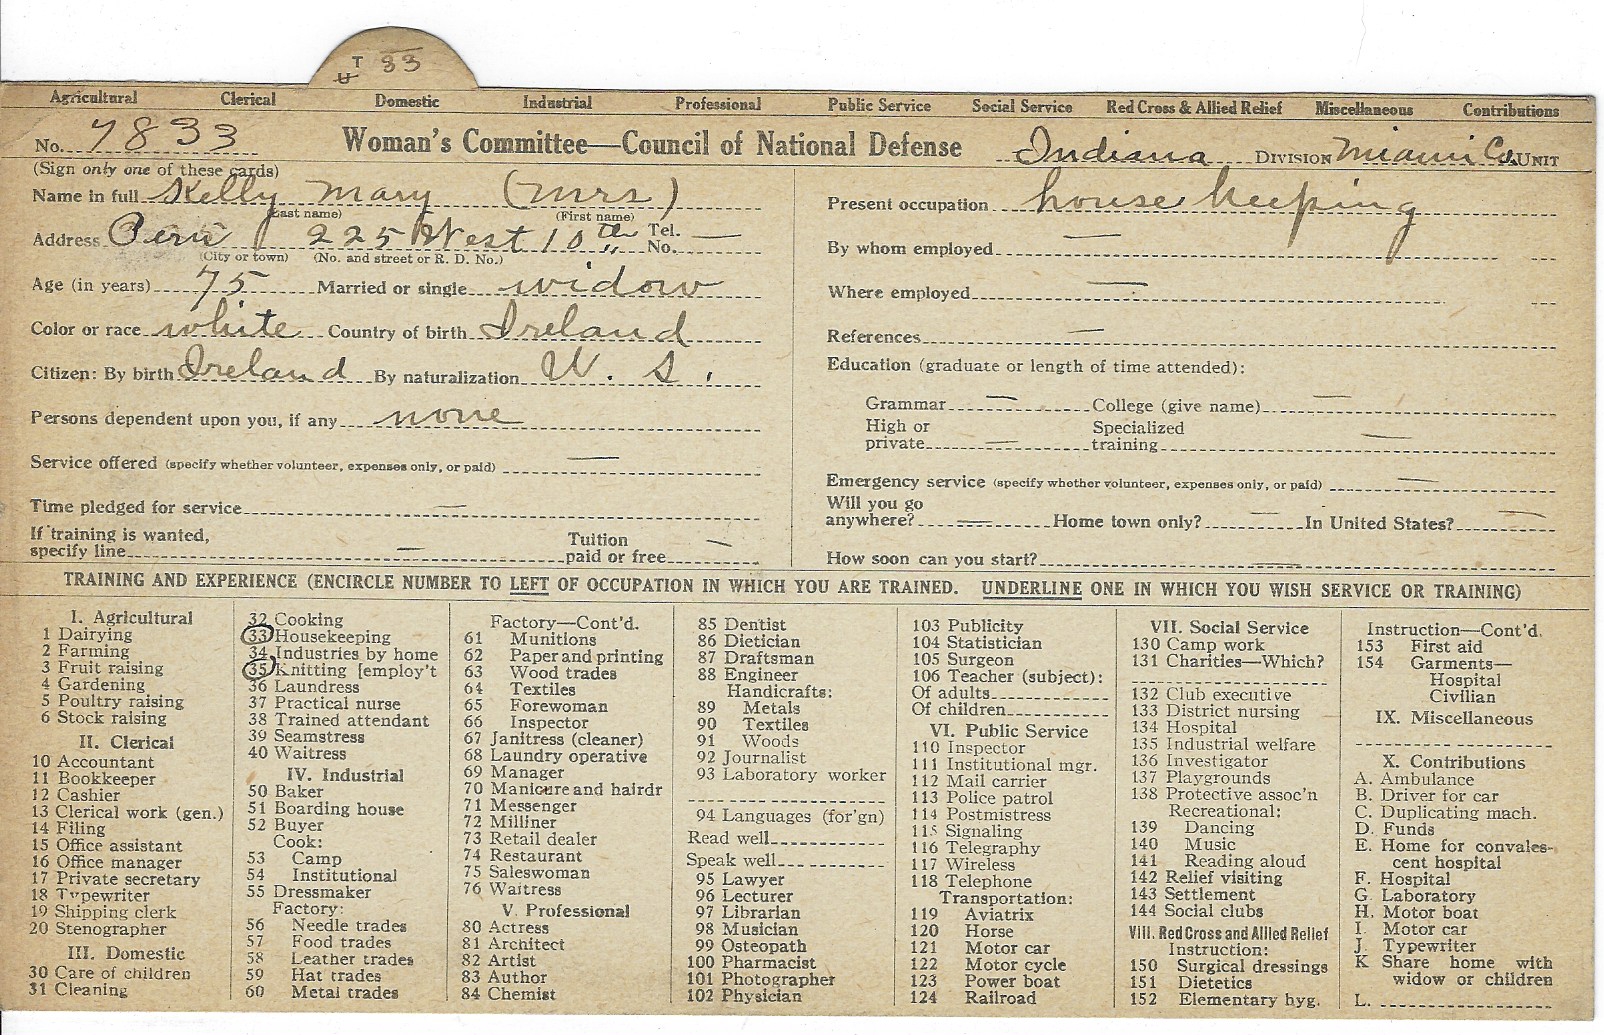 T 33
U
Agricultural Clerical Domestic Industrial Professional Public Service Social Service Red Cross & Allied Relief Miscellaneous Contributions
No. 7833 Woman's Committee—Council of National Defense Indiana DIVISION Miami Co. UNIT
(Sign only one of these cards)
Name in full Kelly Mary (Mrs)
(Last name) (First name)
Address Peru 225 West 10th Tel. No. —
(City or town) (No. and street or R. D. No.)
Age (in years) 75 Married or single widow
Color or race white Country of birth Ireland
Citizen: By birth Ireland By naturalization U. S.
Persons dependent upon you, if any none
Service offered (specify whether volunteer, expenses only, or paid) —
Time pledged for service —
If training is wanted,
specify line — Tuition paid or free —
Present occupation house keeping
By whom employed —
Where employed —
References —
Education (graduate or length of time attended):
Grammar — College (give name) —
High or private — Specialized training —
Emergency service (specify whether volunteer, expenses only, or paid) —
Will you go
anywhere? — Home town only? — In United States? —
How soon can you start? —
TRAINING AND EXPERIENCE (ENCIRCLE NUMBER TO LEFT OF OCCUPATION IN WHICH YOU ARE TRAINED. UNDERLINE ONE IN WHICH YOU WISH SERVICE OR TRAINING)
I. Agricultural
1 Dairying
2 Farming
3 Fruit raising
4 Gardening
5 Poultry raising
6 Stock raising
II. Clerical
10 Accountant
11 Bookkeeper
12 Cashier
13 Clerical work (gen.)
14 Filing
15 Office assistant
16 Office manager
17 Private secretary
18 Typewriter
19 Shipping clerk
20 Stenographer
III. Domestic
30 Care of children
31 Cleaning
32 Cooking
33 Housekeeping
34 Industries by home
35 Knitting [employ't
36 Laundress
37 Practical nurse
38 Trained attendant
39 Seamstress
40 Waitress
IV. Industrial
50 Baker
51 Boarding house
52 Buyer
Cook:
53 Camp
54 Institutional
55 Dressmaker
Factory:
56 Needle trades
57 Food trades
58 Leather trades
59 Hat trades
60 Metal trades
Factory—Cont'd.
61 Munitions
62 Paper and printing
63 Wood trades
64 Textiles
65 Forewoman
66 Inspector
67 Janitress (cleaner)
68 Laundry operative
69 Manager
70 Manicure and hairdr
71 Messenger
72 Milliner
73 Retail dealer
74 Restaurant
75 Saleswoman
76 Waitress
V. Professional
80 Actress
81 Architect
82 Artist
83 Author
84 Chemist
85 Dentist
86 Dietician
87 Draftsman
88 Engineer
Handicrafts:
89 Metals
90 Textiles
91 Woods
92 Journalist
93 Laboratory worker
94 Languages (for'gn)
Read well
Speak well
95 Lawyer
96 Lecturer
97 Librarian
98 Musician
99 Osteopath
100 Pharmacist
101 Photographer
102 Physician
103 Publicity
104 Statistician
105 Surgeon
106 Teacher (subject):
Of adults
Of children
VI. Public Service
110 Inspector
111 Institutional mgr.
112 Mail carrier
113 Police patrol
114 Postmistress
115 Signaling
116 Telegraphy
117 Wireless
118 Telephone
Transportation:
119 Aviatrix
120 Horse
121 Motor car
122 Motor cycle
123 Power boat
124 Railroad
VII. Social Service
130 Camp work
131 Charities—Which?
132 Club executive
133 District nursing
134 Hospital
135 Industrial welfare
136 Investigator
137 Playgrounds
138 Protective assoc'n
Recreational:
139 Dancing
140 Music
141 Reading aloud
142 Relief visiting
143 Settlement
144 Social clubs
VIII. Red Cross and Allied Relief
Instruction:
150 Surgical dressings
151 Dietetics
152 Elementary hyg.
Instruction—Cont'd.
153 First aid
154 Garments—
Hospital
Civilian
IX. Miscellaneous
X. Contributions
A. Ambulance
B. Driver for car
C. Duplicating mach.
D. Funds
E. Home for convales-
cent hospital
F. Hospital
G. Laboratory
H. Motor boat
I. Motor car
J. Typewriter
K Share home with
widow or children
L.